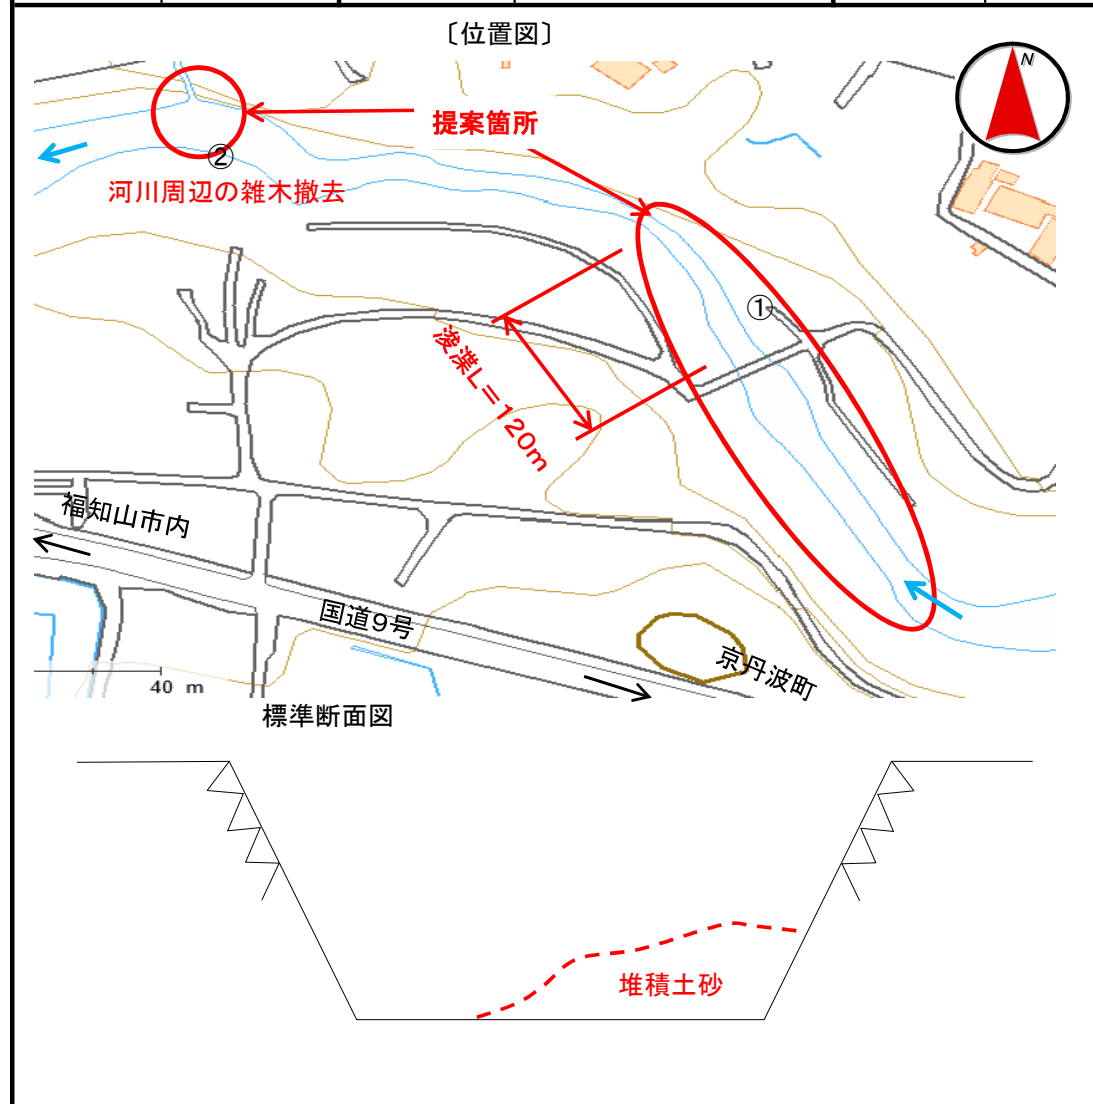 〔位置図〕
N
提案箇所
②
河川周辺の雑木撤去
①
浚渫L=120m
福知山市内
国道9号
京丹波町
40 m
標準断面図
堆積土砂